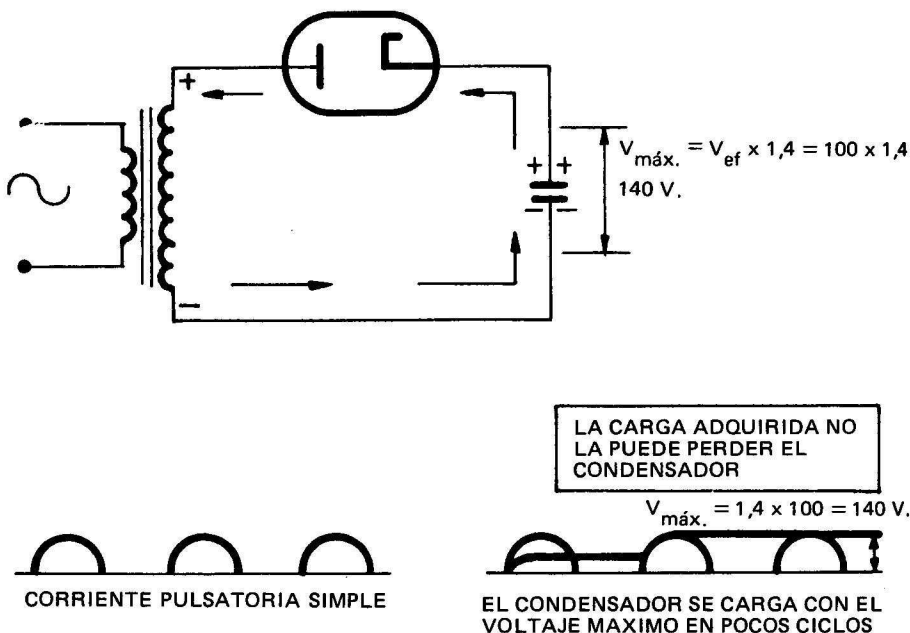 +
V máx. = V ef x 1,4 = 100 x 1,4
140 V.
+ +
— —
—
LA CARGA ADQUIRIDA NO
LA PUEDE PERDER EL
CONDENSADOR
V máx. = 1,4 x 100 = 140 V.
CORRIENTE PULSATORIA SIMPLE
EL CONDENSADOR SE CARGA CON EL
VOLTAJE MAXIMO EN POCOS CICLOS